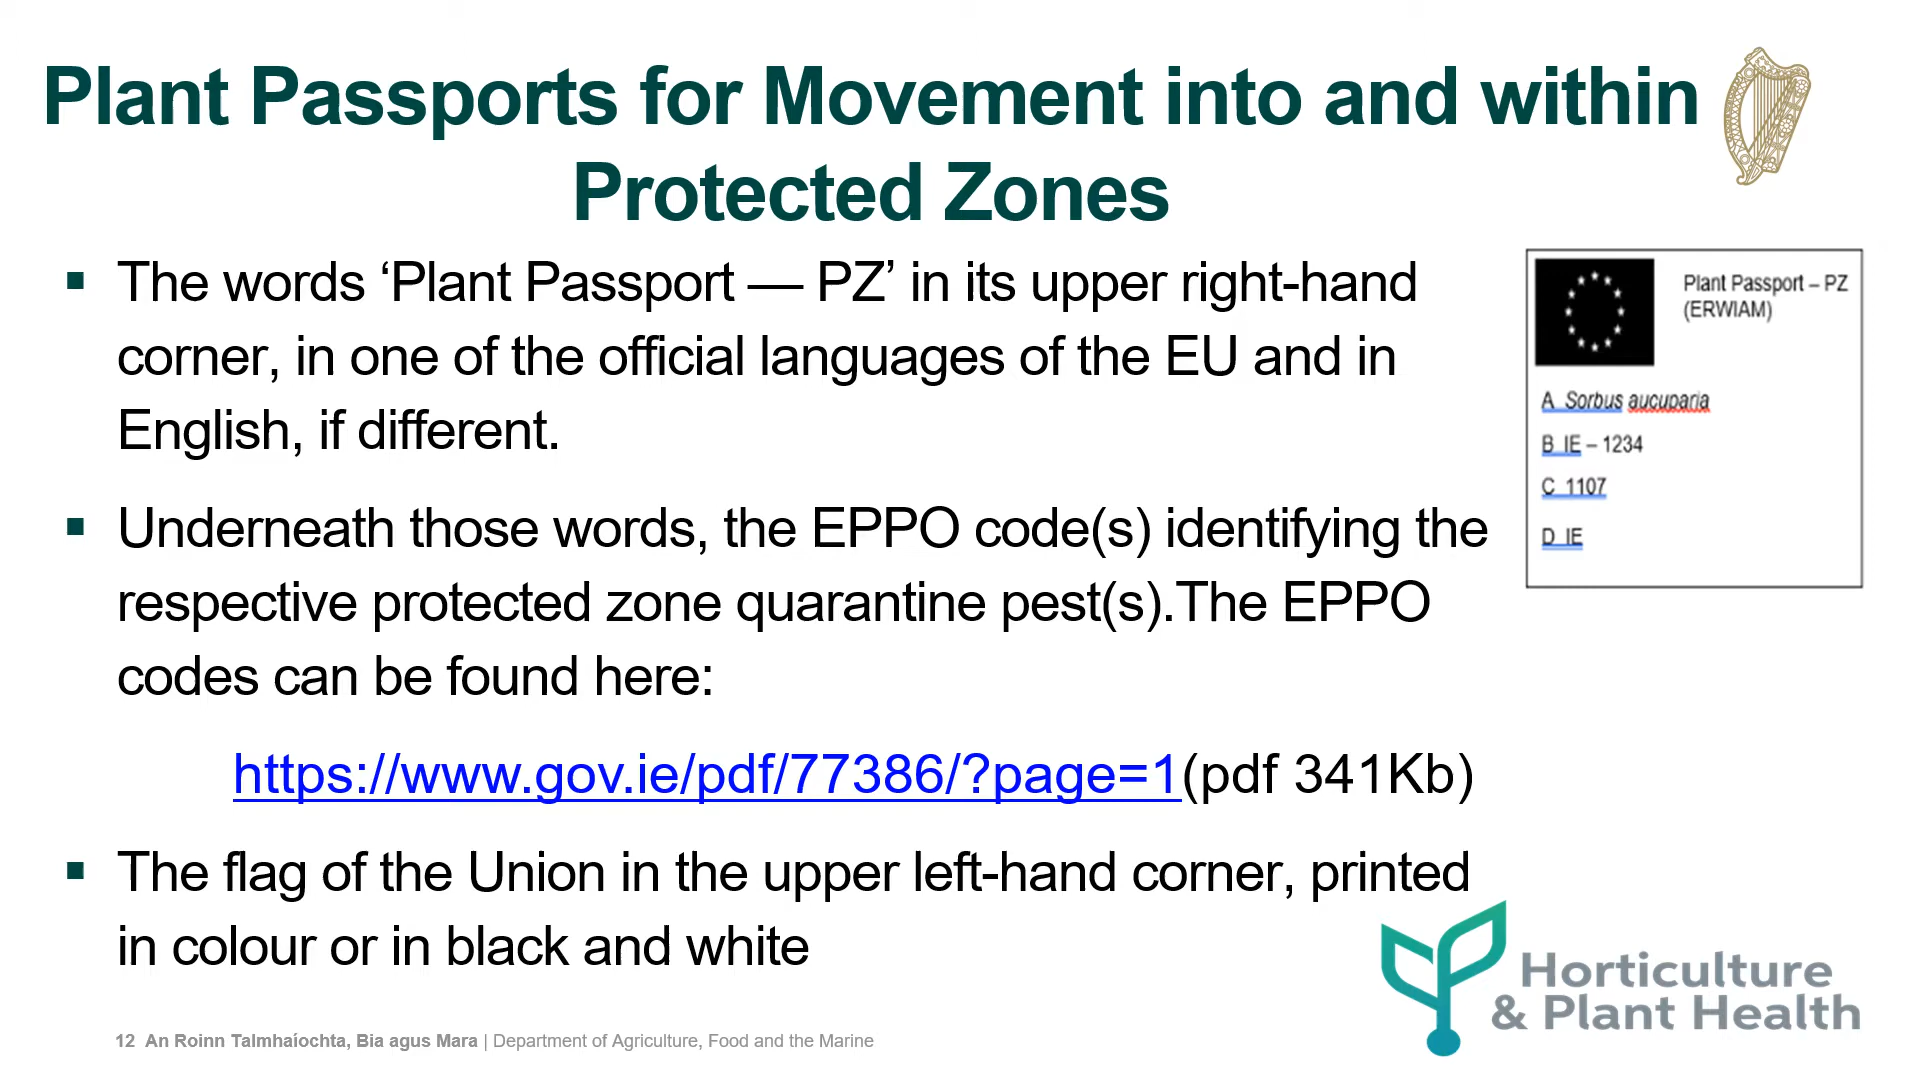 Plant Passports for Movement into and within
Protected Zones
▪ The words ‘Plant Passport — PZ’ in its upper right-hand
corner, in one of the official languages of the EU and in
English, if different.
▪ Underneath those words, the EPPO code(s) identifying the
respective protected zone quarantine pest(s).The EPPO
codes can be found here:
https://www.gov.ie/pdf/77386/?page=1(pdf 341Kb)
▪ The flag of the Union in the upper left-hand corner, printed
in colour or in black and white
Plant Passport – PZ
(ERWIAM)
A Sorbus aucuparia
B IE – 1234
C 1107
D IE
Horticulture
& Plant Health
12 An Roinn Talmhaíochta, Bia agus Mara | Department of Agriculture, Food and the Marine